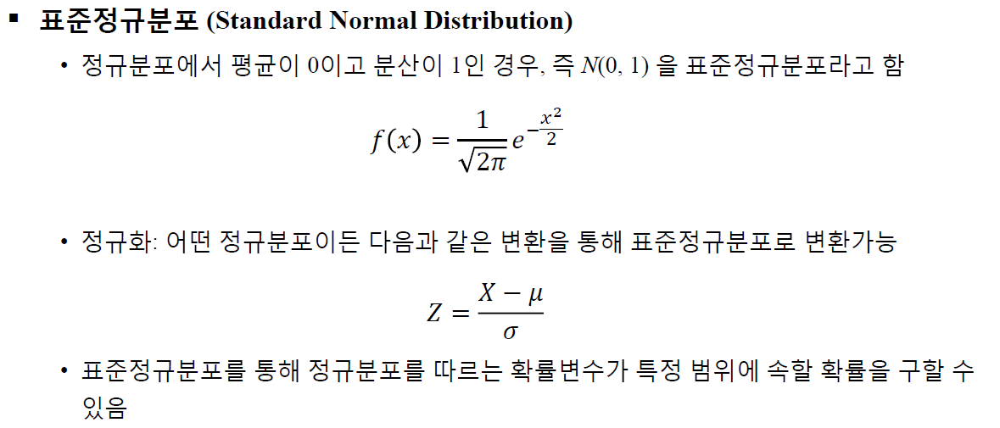 ▪ 표준정규분포 (Standard Normal Distribution)
• 정규분포에서 평균이 0이고 분산이 1인 경우, 즉 N(0, 1) 을 표준정규분포라고 함
f(x) = \frac{1}{\sqrt{2π}} e^{-\frac{x^2}{2}}
• 정규화: 어떤 정규분포이든 다음과 같은 변환을 통해 표준정규분포로 변환가능
Z = \frac{X − μ}{σ}
• 표준정규분포를 통해 정규분포를 따르는 확률변수가 특정 범위에 속할 확률을 구할 수
있음